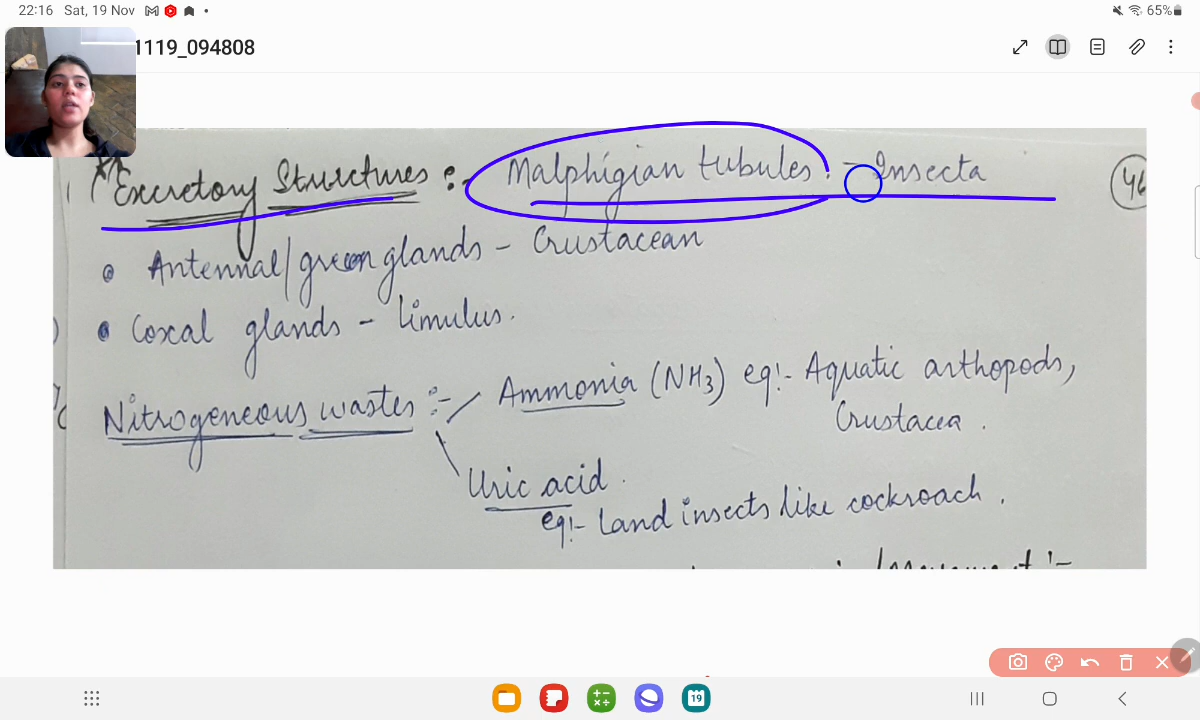 22:16 Sat, 19 Nov
65%
1119_094808
Excretory Structures :- Malphigian tubules. - Insecta
46
Antennal/green glands - Crustacean
Coxal glands - Limulus.
Nitrogeneous wastes :- Ammonia (NH3) eg:- Aquatic arthopods,
Crustacea.
Uric acid.
eg:- Land insects like cockroach.
19